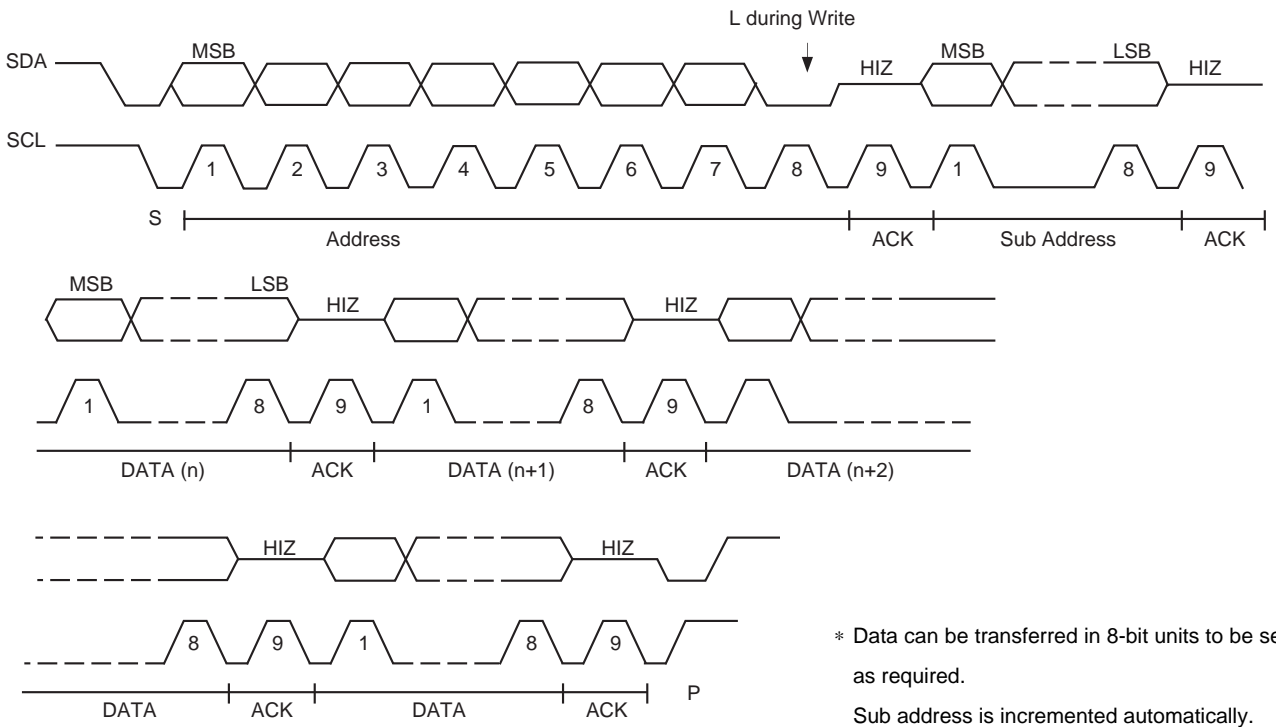 L during Write
SDA MSB HIZ MSB LSB HIZ
SCL 1 2 3 4 5 6 7 8 9 1 8 9
S Address ACK Sub Address ACK
MSB LSB HIZ HIZ
1 8 9 1 8 9
DATA (n) ACK DATA (n+1) ACK DATA (n+2)
HIZ HIZ
8 9 1 8 9
DATA ACK DATA ACK P
* Data can be transferred in 8-bit units to be
as required.
Sub address is incremented automatically.